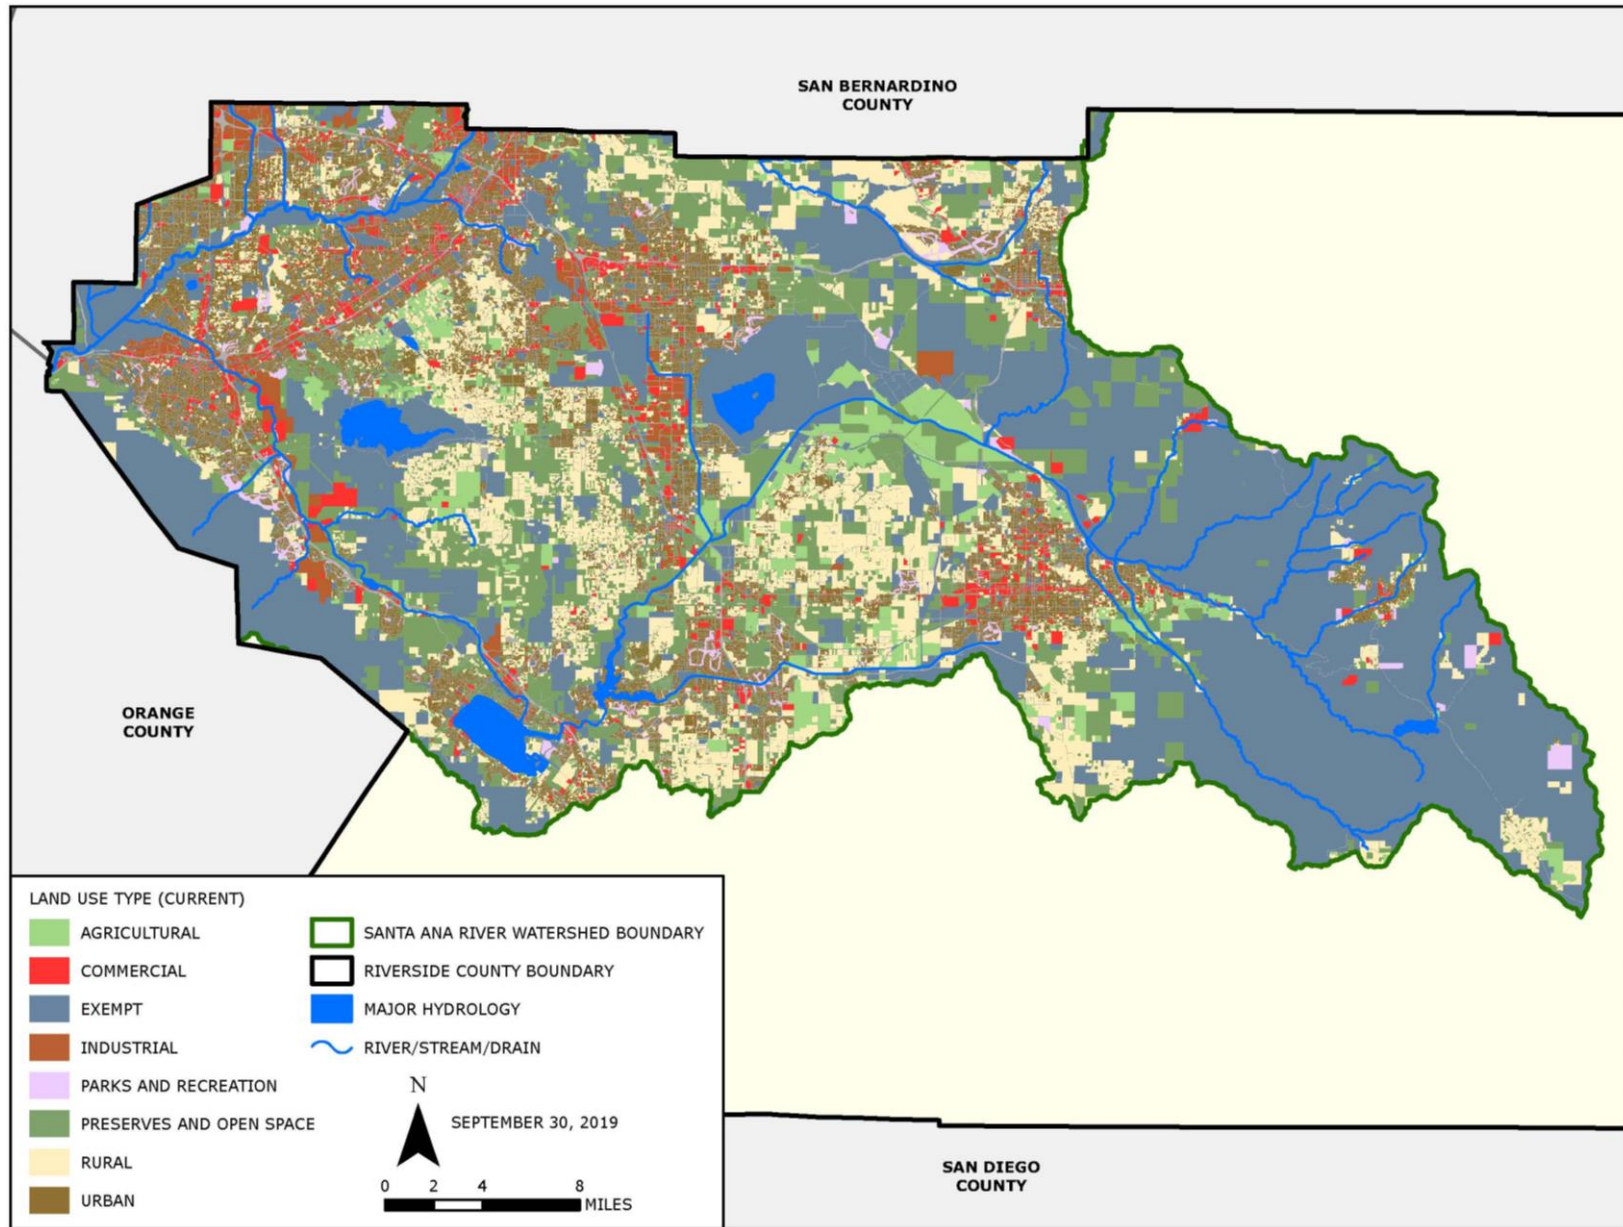 SAN BERNARDINO
COUNTY
ORANGE
COUNTY
LAND USE TYPE (CURRENT)
AGRICULTURAL
COMMERCIAL
EXEMPT
INDUSTRIAL
PARKS AND RECREATION
PRESERVES AND OPEN SPACE
RURAL
URBAN
SANTA ANA RIVER WATERSHED BOUNDARY
RIVERSIDE COUNTY BOUNDARY
MAJOR HYDROLOGY
RIVER/STREAM/DRAIN
N
SEPTEMBER 30, 2019
0 2 4 8
MILES
SAN DIEGO
COUNTY